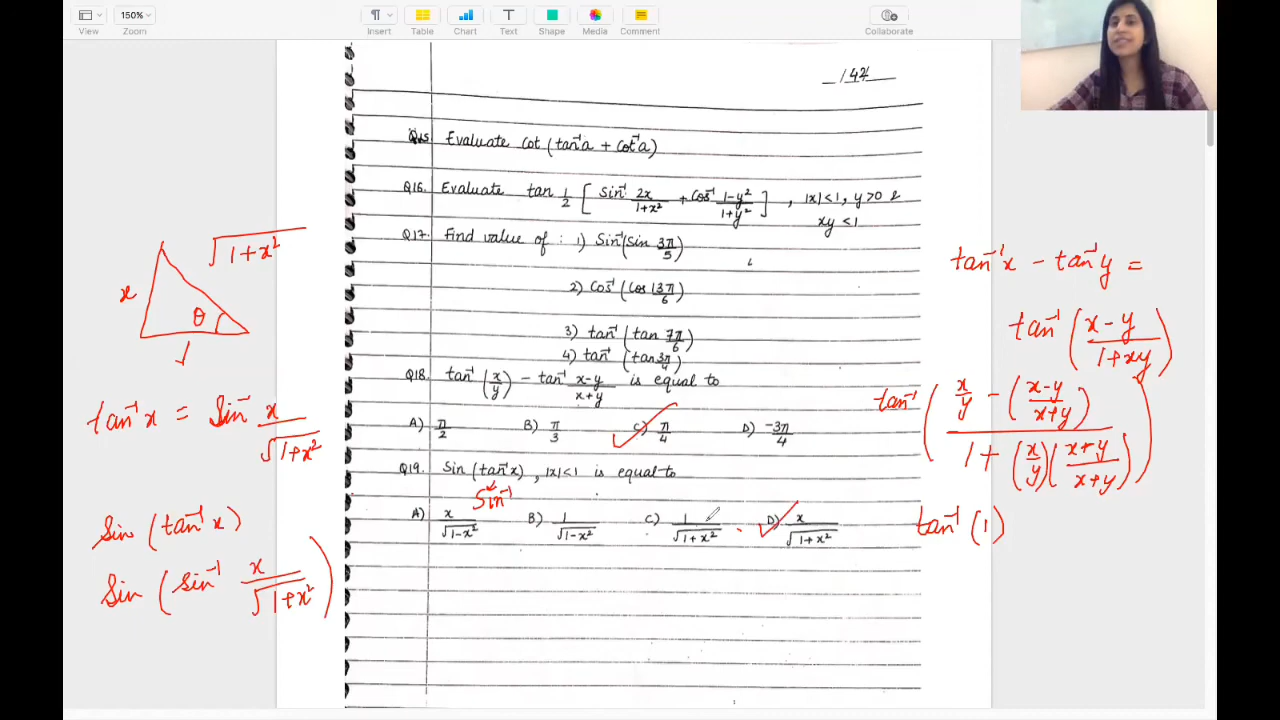 View
150%
Zoom
Insert
Table
Chart
Text
Shape
Media
Comment
Collaborate
142
Q15. Evaluate Cot (tan⁻¹a + Cot⁻¹a)
Q16. Evaluate tan 1/2 [ Sin⁻¹ 2x/1+x² + Cos⁻¹ 1-y²/1+y² ] , |x|<1, y>0 &
xy <1
Q17. Find value of : 1) Sin⁻¹(Sin 3π/5)
2) Cos⁻¹ (Cos 13π/6)
3) tan⁻¹ (tan 7π/6)
4) tan⁻¹ (tan 3π/4)
Q18. tan⁻¹ (x/y) - tan⁻¹ x-y/x+y is equal to
A) π/2 B) π/3 C) π/4 D) -3π/4
Q19. Sin (tan⁻¹x) , |x|<1 is equal to
Sin⁻¹
A) x/√1-x² B) 1/√1-x² C) 1/√1+x² D) x/√1+x²
√1+x²
x
θ
1
tan⁻¹x = Sin⁻¹ x/√1+x²
Sin (tan⁻¹ x)
Sin (Sin⁻¹ x/√1+x²)
tan⁻¹x - tan⁻¹y =
tan⁻¹ (x-y/1+xy)
tan⁻¹ (x/y - (x-y/x+y) / 1 + (x/y)(x+y/x+y))
tan⁻¹ (1)